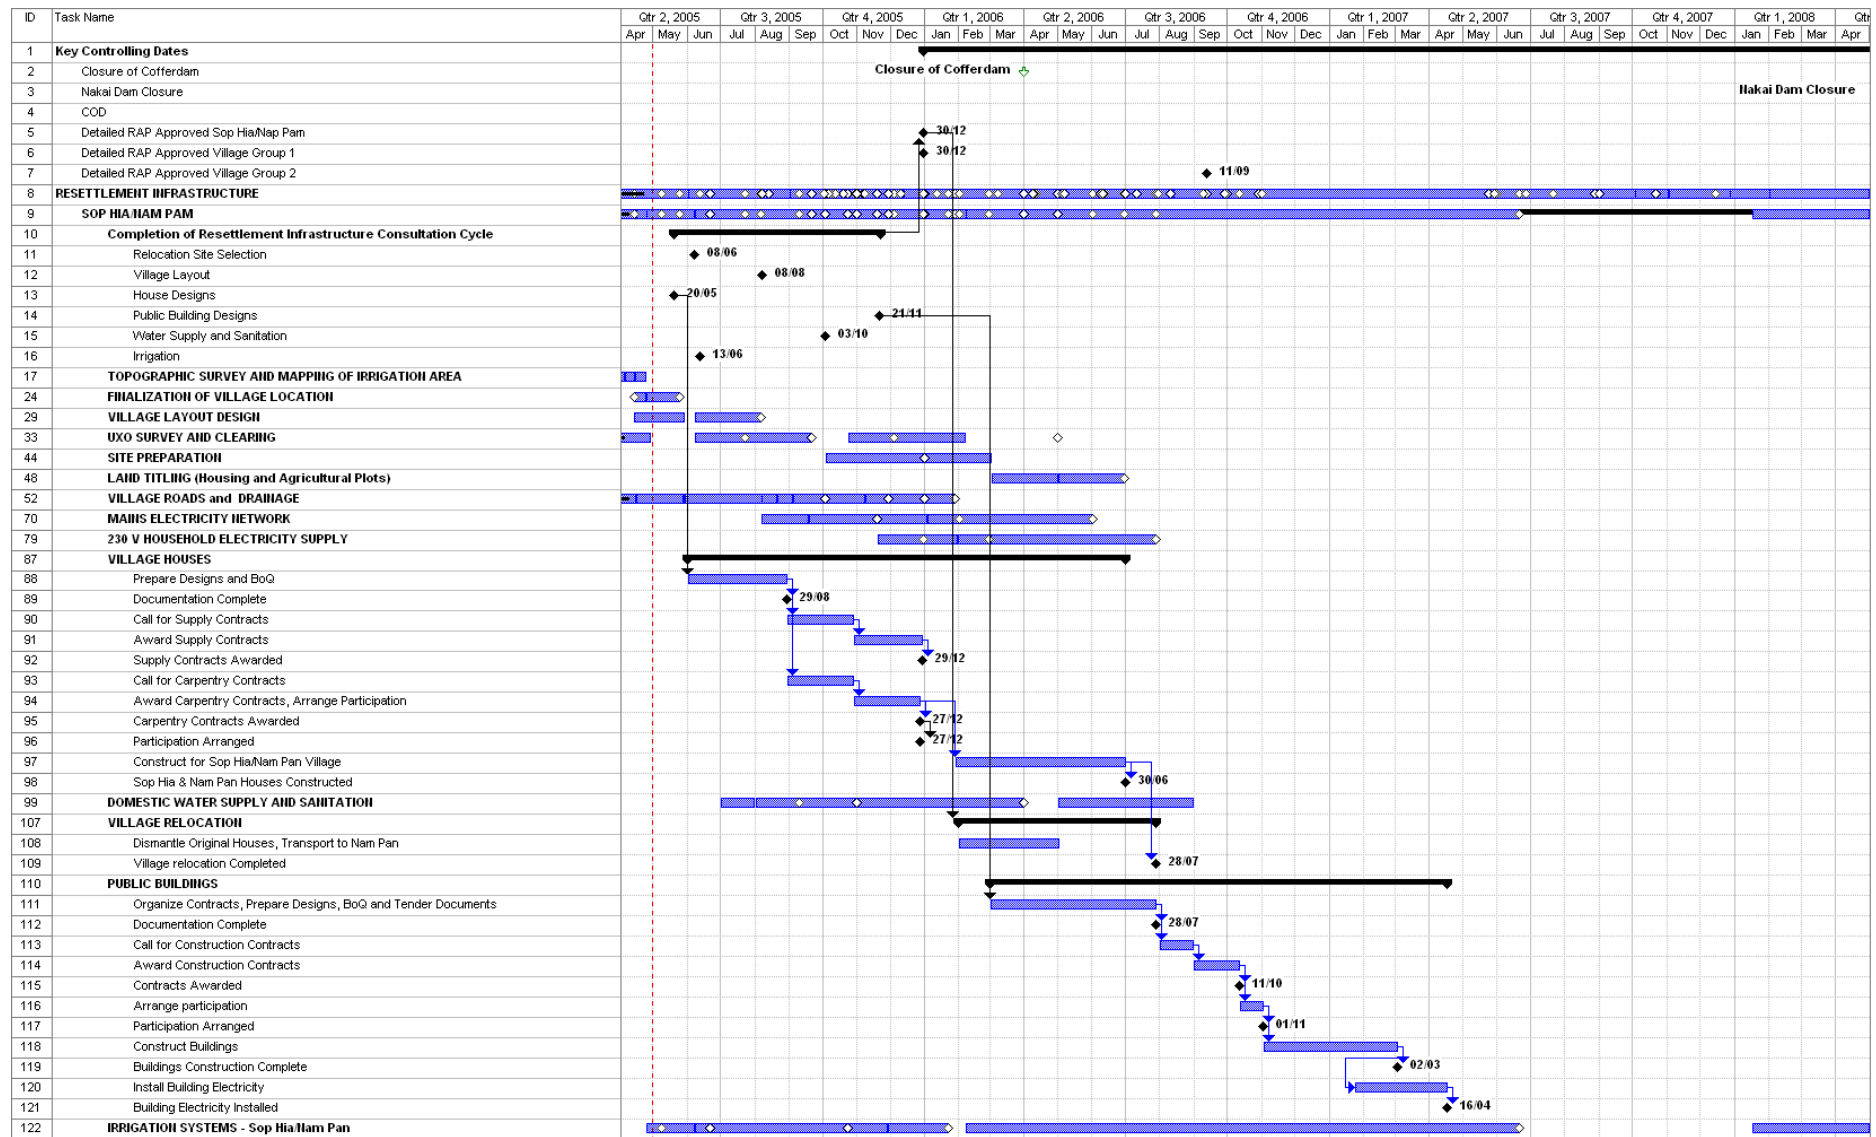 ID Task Name Qtr 2, 2005 Qtr 3, 2005 Qtr 4, 2005 Qtr 1, 2006 Qtr 2, 2006 Qtr 3, 2006 Qtr 4, 2006 Qtr 1, 2007 Qtr 2, 2007 Qtr 3, 2007 Qtr 4, 2007 Qtr 1, 2008 Qtr
Apr May Jun Jul Aug Sep Oct Nov Dec Jan Feb Mar Apr May Jun Jul Aug Sep Oct Nov Dec Jan Feb Mar Apr May Jun Jul Aug Sep Oct Nov Dec Jan Feb Mar Apr
1 Key Controlling Dates
2 Closure of Cofferdam Closure of Cofferdam
3 Nakai Dam Closure Nakai Dam Closure
4 COD
5 Detailed RAP Approved Sop Hia/Nap Pam 30/12
6 Detailed RAP Approved Village Group 1 30/12
7 Detailed RAP Approved Village Group 2 11/09
8 RESETTLEMENT INFRASTRUCTURE
9 SOP HIA/NAM PAM
10 Completion of Resettlement Infrastructure Consultation Cycle
11 Relocation Site Selection 08/06
12 Village Layout 08/08
13 House Designs 20/05
14 Public Building Designs 21/11
15 Water Supply and Sanitation 03/10
16 Irrigation 13/06
17 TOPOGRAPHIC SURVEY AND MAPPING OF IRRIGATION AREA
24 FINALIZATION OF VILLAGE LOCATION
29 VILLAGE LAYOUT DESIGN
33 UXO SURVEY AND CLEARING
44 SITE PREPARATION
48 LAND TITLING (Housing and Agricultural Plots)
52 VILLAGE ROADS and DRAINAGE
70 MAINS ELECTRICITY NETWORK
79 230 V HOUSEHOLD ELECTRICITY SUPPLY
87 VILLAGE HOUSES
88 Prepare Designs and BoQ
89 Documentation Complete 29/08
90 Call for Supply Contracts
91 Award Supply Contracts
92 Supply Contracts Awarded 29/12
93 Call for Carpentry Contracts
94 Award Carpentry Contracts, Arrange Participation
95 Carpentry Contracts Awarded 27/12
96 Participation Arranged 27/12
97 Construct for Sop Hia/Nam Pan Village
98 Sop Hia & Nam Pan Houses Constructed 30/06
99 DOMESTIC WATER SUPPLY AND SANITATION
107 VILLAGE RELOCATION
108 Dismantle Original Houses, Transport to Nam Pan
109 Village relocation Completed 28/07
110 PUBLIC BUILDINGS
111 Organize Contracts, Prepare Designs, BoQ and Tender Documents
112 Documentation Complete 28/07
113 Call for Construction Contracts
114 Award Construction Contracts
115 Contracts Awarded 11/10
116 Arrange participation
117 Participation Arranged 01/11
118 Construct Buildings
119 Buildings Construction Complete 02/03
120 Install Building Electricity
121 Building Electricity Installed 16/04
122 IRRIGATION SYSTEMS - Sop Hia/Nam Pan